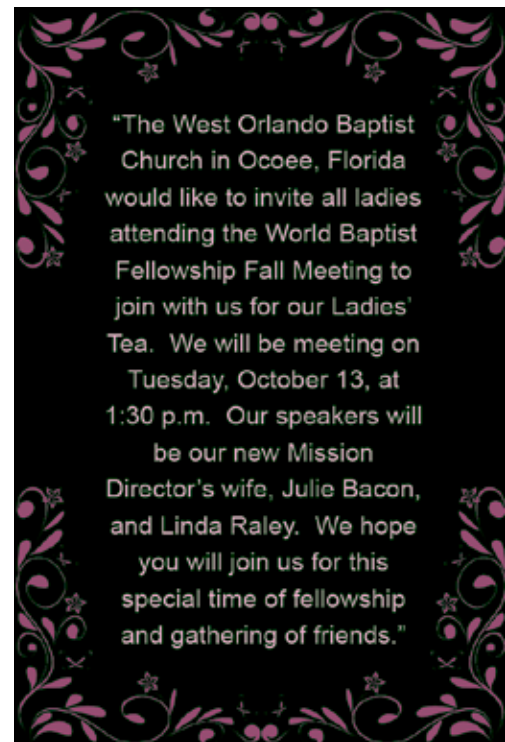 “The West Orlando Baptist
Church in Ocoee, Florida
would like to invite all ladies
attending the World Baptist
Fellowship Fall Meeting to
join with us for our Ladies’
Tea.  We will be meeting on
Tuesday, October 13, at
1:30 p.m.  Our speakers will
be our new Mission
Director’s wife, Julie Bacon,
and Linda Raley.  We hope
you will join us for this
special time of fellowship
and gathering of friends.”